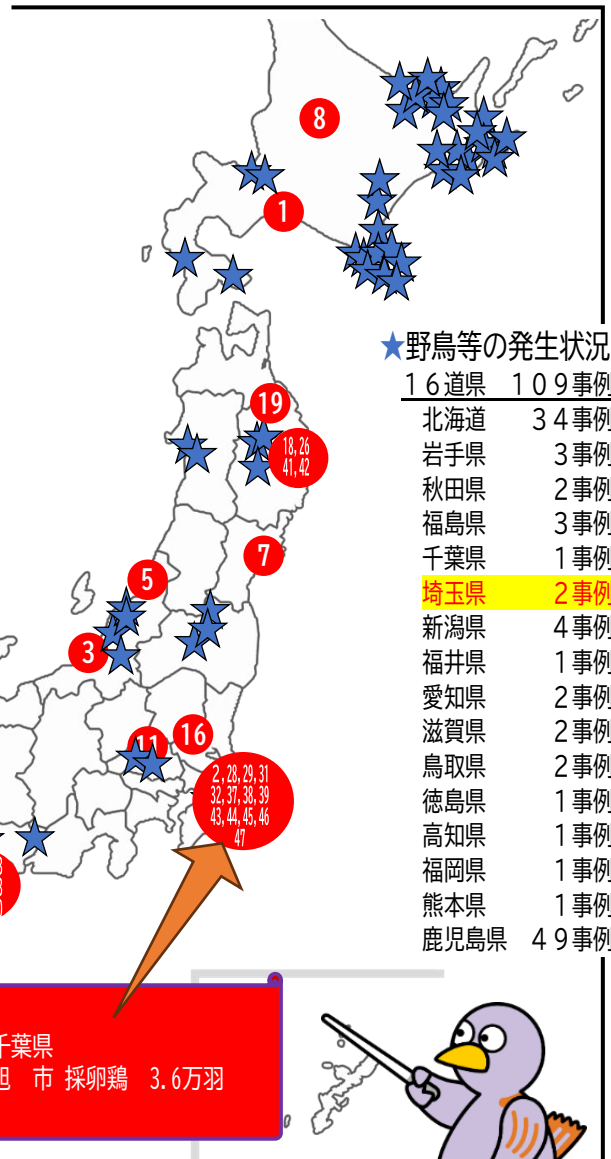 8
1
★野鳥等の発生状況
16道県 109事例
北海道 34事例
岩手県 3事例
秋田県 2事例
福島県 3事例
千葉県 1事例
埼玉県 2事例
新潟県 4事例
福井県 1事例
愛知県 2事例
滋賀県 2事例
鳥取県 2事例
徳島県 1事例
高知県 1事例
福岡県 1事例
熊本県 1事例
鹿児島県 49事例
19
18,26
41,42
7
5
3
11
16
2,28,29,31
32,37,38,39
43,44,45,46
47
千葉県
旭 市 採卵鶏 3.6万羽